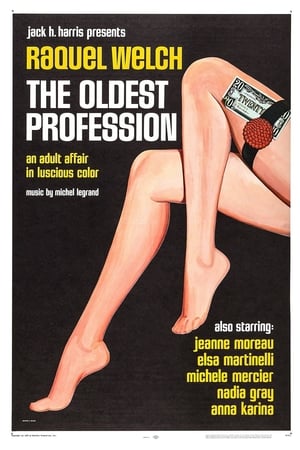 jack h. harris presents
RAQUEL WELCH
THE OLDEST
PROFESSION
an adult affair
in luscious color
music by michel legrand
TWENTY
also starring:
jeanne moreau
elsa martinelli
michele mercier
nadia gray
anna karina